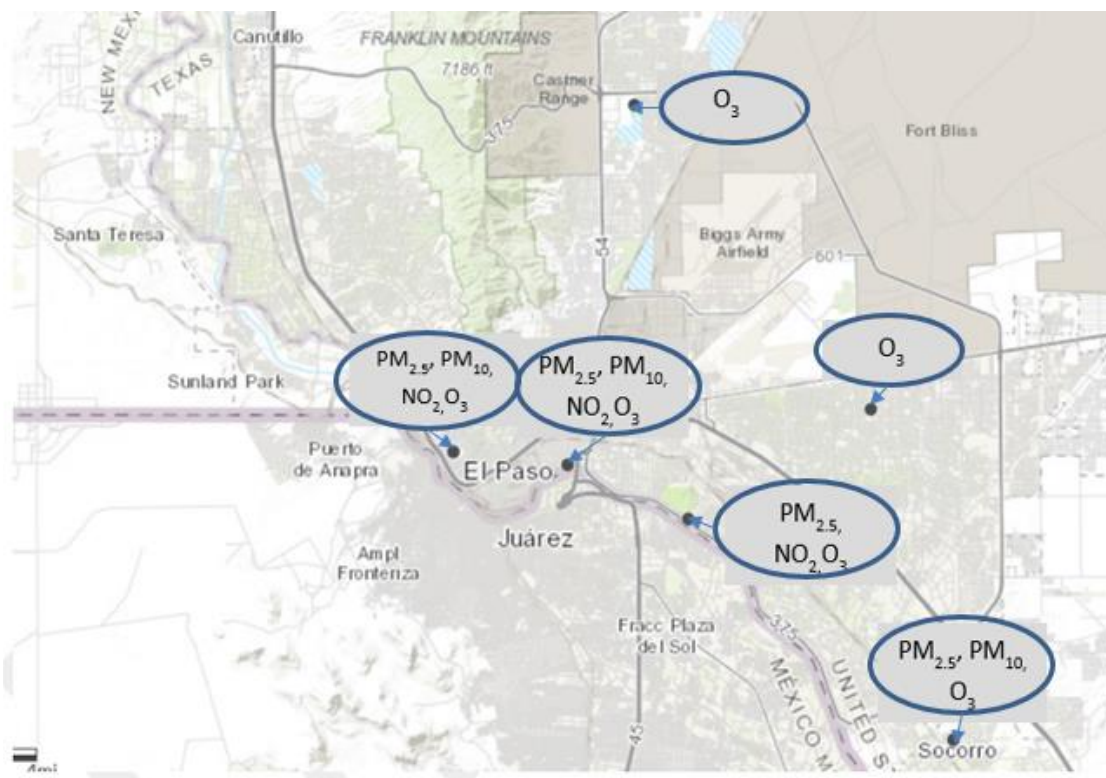 Canutillo
FRANKLIN MOUNTAINS
7186 ft
NEW MEXI
TEXAS
Castner
Range
375
O₃
Fort Bliss
Santa Teresa
54
Biggs Army
Airfield
601
PM₂.₅, PM₁₀,
NO₂,O₃
PM₂.₅, PM₁₀,
NO₂,O₃
O₃
Sunland Park
Puerto
de Anapra
El Paso
Juárez
PM₂.₅,
NO₂,O₃
Ampl
Fronteriza
Fracc Plaza
del Sol
375
PM₂.₅, PM₁₀,
O₃
MÉXICO M
UNITED S
45
Socorro
4mi